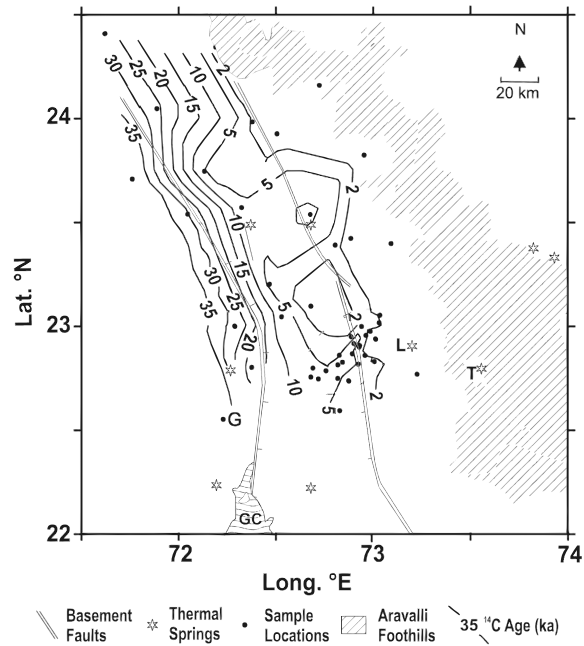 N
20 km
30
25
20
15
10
2
35
5
5
2
10
15
30
25
20
35
5
10
2
5
2
L
T
G
GC
24
23
22
72
73
74
Lat. °N
Long. °E
Basement Faults
Thermal Springs
Sample Locations
Aravalli Foothills
35 ¹⁴C Age (ka)